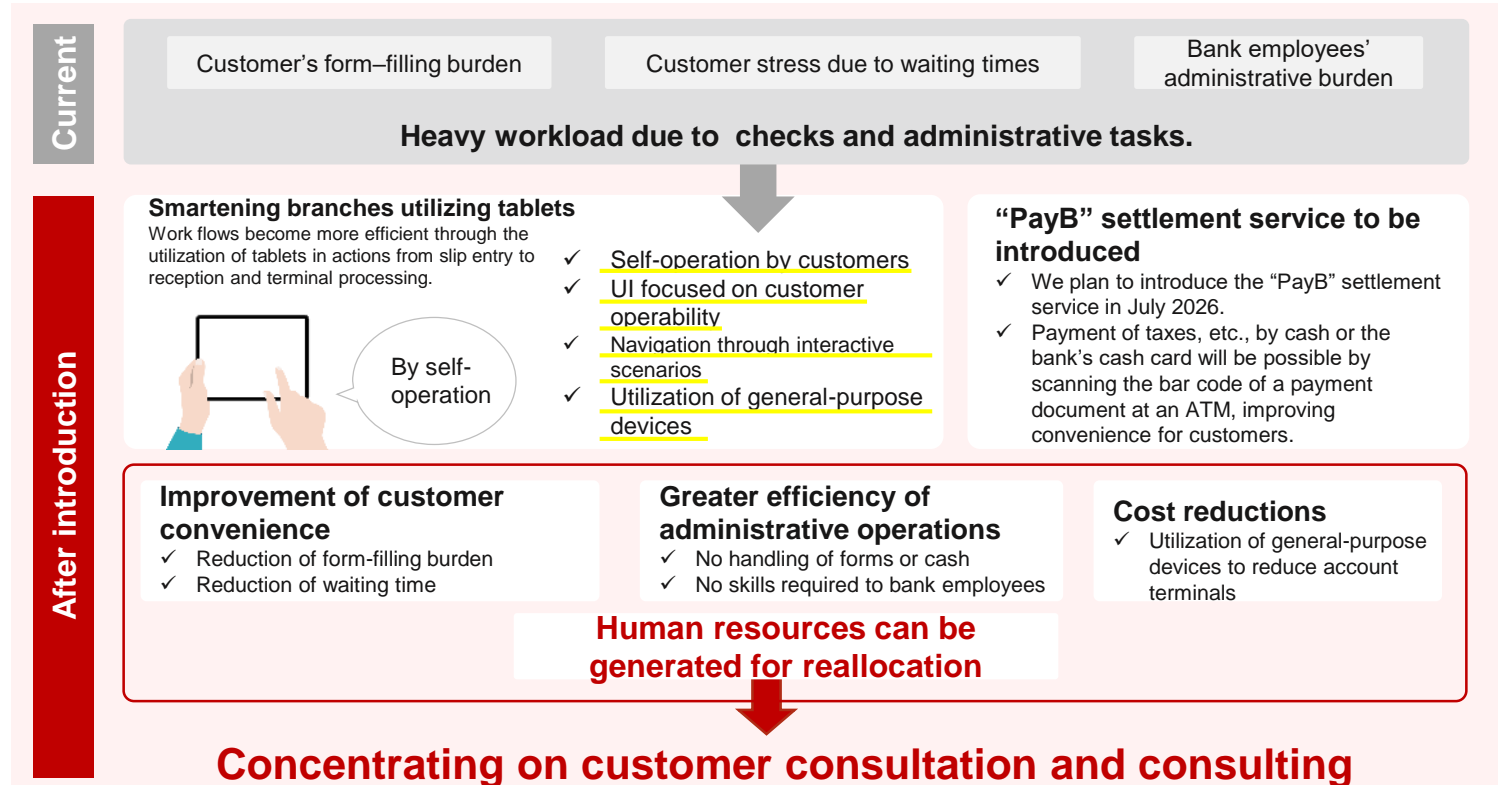 Current
Customer's form–filling burden
Customer stress due to waiting times
Bank employees'
administrative burden
Heavy workload due to checks and administrative tasks.
After introduction
Smartening branches utilizing tablets
Work flows become more efficient through the
utilization of tablets in actions from slip entry to
reception and terminal processing.
By self-
operation
✓ Self-operation by customers
✓ UI focused on customer
operability
✓ Navigation through interactive
scenarios
✓ Utilization of general-purpose
devices
“PayB” settlement service to be
introduced
✓ We plan to introduce the “PayB” settlement
service in July 2026.
✓ Payment of taxes, etc., by cash or the
bank's cash card will be possible by
scanning the bar code of a payment
document at an ATM, improving
convenience for customers.
Improvement of customer
convenience
✓ Reduction of form-filling burden
✓ Reduction of waiting time
Greater efficiency of
administrative operations
✓ No handling of forms or cash
✓ No skills required to bank employees
Cost reductions
✓ Utilization of general-purpose
devices to reduce account
terminals
Human resources can be
generated for reallocation
Concentrating on customer consultation and consulting